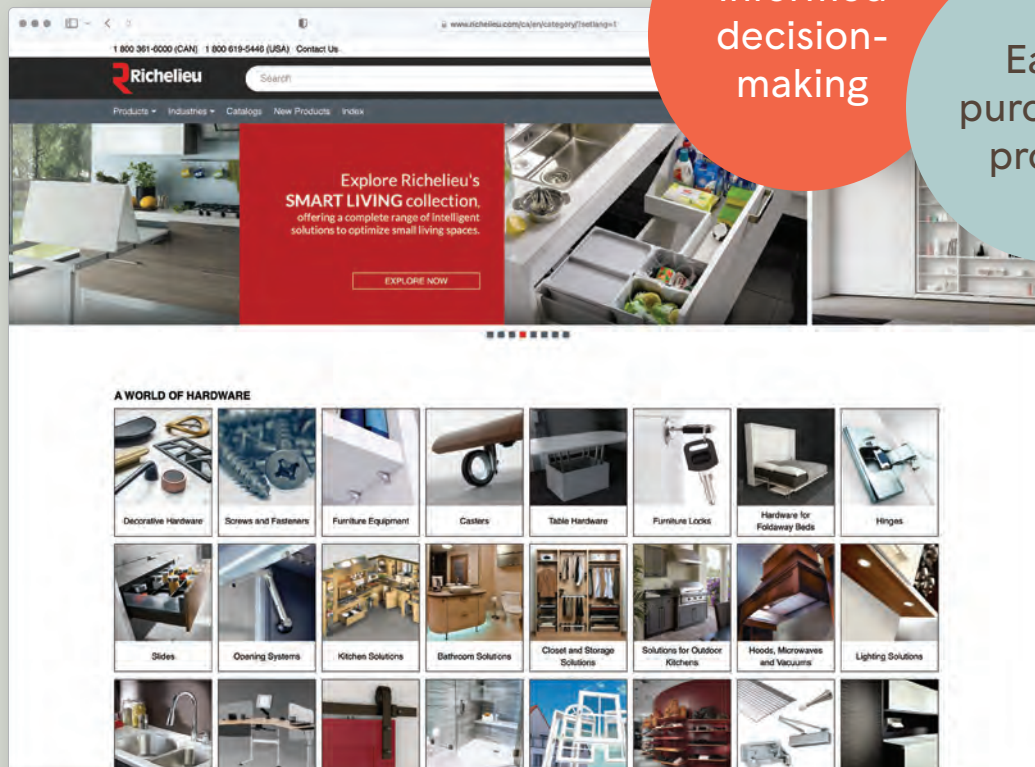 www.richelieu.com/ca/en/category/?setlang=1
1 800 361-6000 (CAN) 1 800 619-5446 (USA) Contact Us
Richelieu
Search
Products Industries Catalogs New Products Index
decision-
making
Explore Richelieu's
SMART LIVING collection,
offering a complete range of intelligent
solutions to optimize small living spaces.
EXPLORE NOW
A WORLD OF HARDWARE
Decorative Hardware
Screws and Fasteners
Furniture Equipment
Casters
Table Hardware
Furniture Locks
Hardware for
Foldaway Beds
Hinges
Slides
Opening Systems
Kitchen Solutions
Bathroom Solutions
Closet and Storage
Solutions
Solutions for Outdoor
Kitchens
Hoods, Microwaves
and Vacuums
Lighting Solutions